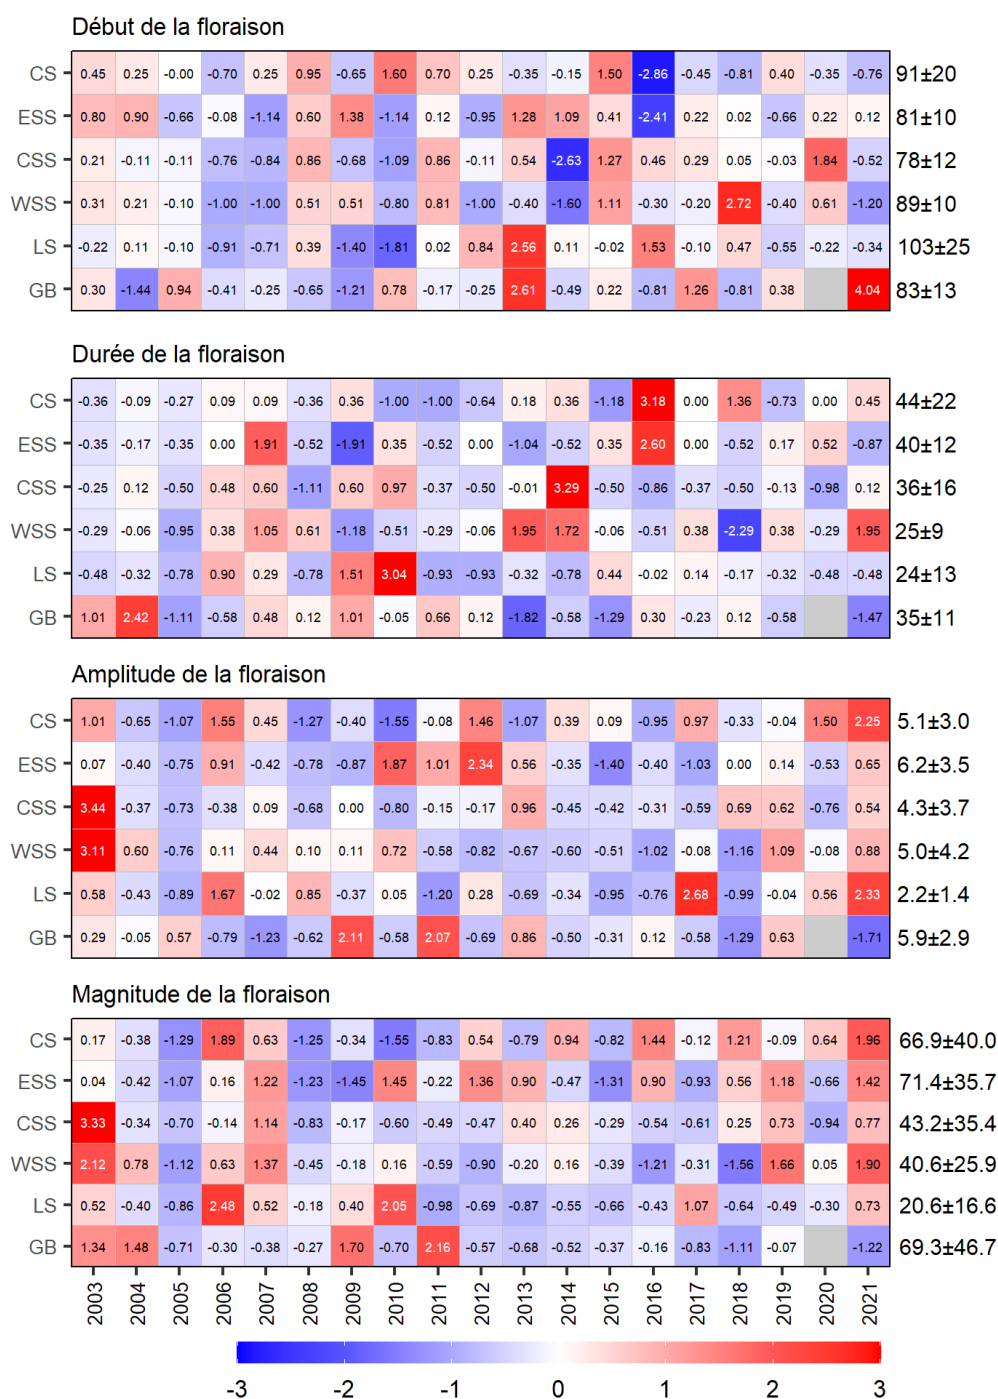 Début de la floraison
CS 0.45 0.25 -0.00 -0.70 0.25 0.95 -0.65 1.60 0.70 0.25 -0.35 -0.15 1.50 -2.86 -0.45 -0.81 0.40 -0.35 -0.76 91±20
ESS 0.80 0.90 -0.66 -0.08 -1.14 0.60 1.38 -1.14 0.12 -0.95 1.28 1.09 0.41 -2.41 0.22 0.02 -0.66 0.22 0.12 81±10
CSS 0.21 -0.11 -0.11 -0.76 -0.84 0.86 -0.68 -1.09 0.86 -0.11 0.54 -2.63 1.27 0.46 0.29 0.05 -0.03 1.84 -0.52 78±12
WSS 0.31 0.21 -0.10 -1.00 -1.00 0.51 0.51 -0.80 0.81 -1.00 -0.40 -1.60 1.11 -0.30 -0.20 2.72 -0.40 0.61 -1.20 89±10
LS -0.22 0.11 -0.10 -0.91 -0.71 0.39 -1.40 -1.81 0.02 0.84 2.56 0.11 -0.02 1.53 -0.10 0.47 -0.55 -0.22 -0.34 103±25
GB 0.30 -1.44 0.94 -0.41 -0.25 -0.65 -1.21 0.78 -0.17 -0.25 2.61 -0.49 0.22 -0.81 1.26 -0.81 0.38 4.04 83±13
Durée de la floraison
CS -0.36 -0.09 -0.27 0.09 0.09 -0.36 0.36 -1.00 -1.00 -0.64 0.18 0.36 -1.18 3.18 0.00 1.36 -0.73 0.00 0.45 44±22
ESS -0.35 -0.17 -0.35 0.00 1.91 -0.52 -1.91 0.35 -0.52 0.00 -1.04 -0.52 0.35 2.60 0.00 -0.52 0.17 0.52 -0.87 40±12
CSS -0.25 0.12 -0.50 0.48 0.60 -1.11 0.60 0.97 -0.37 -0.50 -0.01 3.29 -0.50 -0.86 -0.37 -0.50 -0.13 -0.98 0.12 36±16
WSS -0.29 -0.06 -0.95 0.38 1.05 0.61 -1.18 -0.51 -0.29 -0.06 1.95 1.72 -0.06 -0.51 0.38 -2.29 0.38 -0.29 1.95 25±9
LS -0.48 -0.32 -0.78 0.90 0.29 -0.78 1.51 3.04 -0.93 -0.93 -0.32 -0.78 0.44 -0.02 0.14 -0.17 -0.32 -0.48 -0.48 24±13
GB 1.01 2.42 -1.11 -0.58 0.48 0.12 1.01 -0.05 0.66 0.12 -1.82 -0.58 -1.29 0.30 -0.23 0.12 -0.58 -1.47 35±11
Amplitude de la floraison
CS 1.01 -0.65 -1.07 1.55 0.45 -1.27 -0.40 -1.55 -0.08 1.46 -1.07 0.39 0.09 -0.95 0.97 -0.33 -0.04 1.50 2.25 5.1±3.0
ESS 0.07 -0.40 -0.75 0.91 -0.42 -0.78 -0.87 1.87 1.01 2.34 0.56 -0.35 -1.40 -0.40 -1.03 0.00 0.14 -0.53 0.65 6.2±3.5
CSS 3.44 -0.37 -0.73 -0.38 0.09 -0.68 0.00 -0.80 -0.15 -0.17 0.96 -0.45 -0.42 -0.31 -0.59 0.69 0.62 -0.76 0.54 4.3±3.7
WSS 3.11 0.60 -0.76 0.11 0.44 0.10 0.11 0.72 -0.58 -0.82 -0.67 -0.60 -0.51 -1.02 -0.08 -1.16 1.09 -0.08 0.88 5.0±4.2
LS 0.58 -0.43 -0.89 1.67 -0.02 0.85 -0.37 0.05 -1.20 0.28 -0.69 -0.34 -0.95 -0.76 2.68 -0.99 -0.04 0.56 2.33 2.2±1.4
GB 0.29 -0.05 0.57 -0.79 -1.23 -0.62 2.11 -0.58 2.07 -0.69 0.86 -0.50 -0.31 0.12 -0.58 -1.29 0.63 -1.71 5.9±2.9
Magnitude de la floraison
CS 0.17 -0.38 -1.29 1.89 0.63 -1.25 -0.34 -1.55 -0.83 0.54 -0.79 0.94 -0.82 1.44 -0.12 1.21 -0.09 0.64 1.96 66.9±40.0
ESS 0.04 -0.42 -1.07 0.16 1.22 -1.23 -1.45 1.45 -0.22 1.36 0.90 -0.47 -1.31 0.90 -0.93 0.56 1.18 -0.66 1.42 71.4±35.7
CSS 3.33 -0.34 -0.70 -0.14 1.14 -0.83 -0.17 -0.60 -0.49 -0.47 0.40 0.26 -0.29 -0.54 -0.61 0.25 0.73 -0.94 0.77 43.2±35.4
WSS 2.12 0.78 -1.12 0.63 1.37 -0.45 -0.18 0.16 -0.59 -0.90 -0.20 0.16 -0.39 -1.21 -0.31 -1.56 1.66 0.05 1.90 40.6±25.9
LS 0.52 -0.40 -0.86 2.48 0.52 -0.18 0.40 2.05 -0.98 -0.69 -0.87 -0.55 -0.66 -0.43 1.07 -0.64 -0.49 -0.30 0.73 20.6±16.6
GB 1.34 1.48 -0.71 -0.30 -0.38 -0.27 1.70 -0.70 2.16 -0.57 -0.68 -0.52 -0.37 -0.16 -0.83 -1.11 -0.07 -1.22 69.3±46.7
2003 2004 2005 2006 2007 2008 2009 2010 2011 2012 2013 2014 2015 2016 2017 2018 2019 2020 2021
-3 -2 -1 0 1 2 3